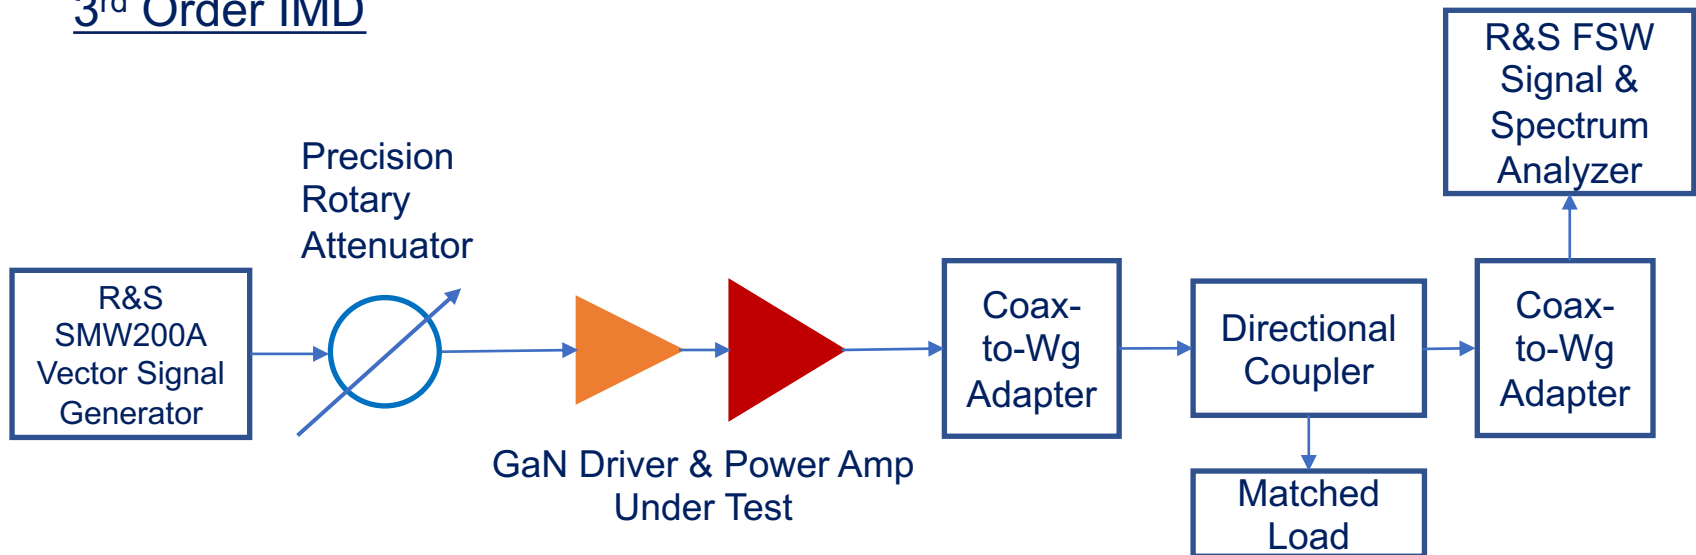 3rd Order IMD
R&S FSW
Signal &
Spectrum
Analyzer
Precision
Rotary
Attenuator
R&S
SMW200A
Vector Signal
Generator
Coax-
to-Wg
Adapter
Directional
Coupler
Coax-
to-Wg
Adapter
GaN Driver & Power Amp
Under Test
Matched
Load